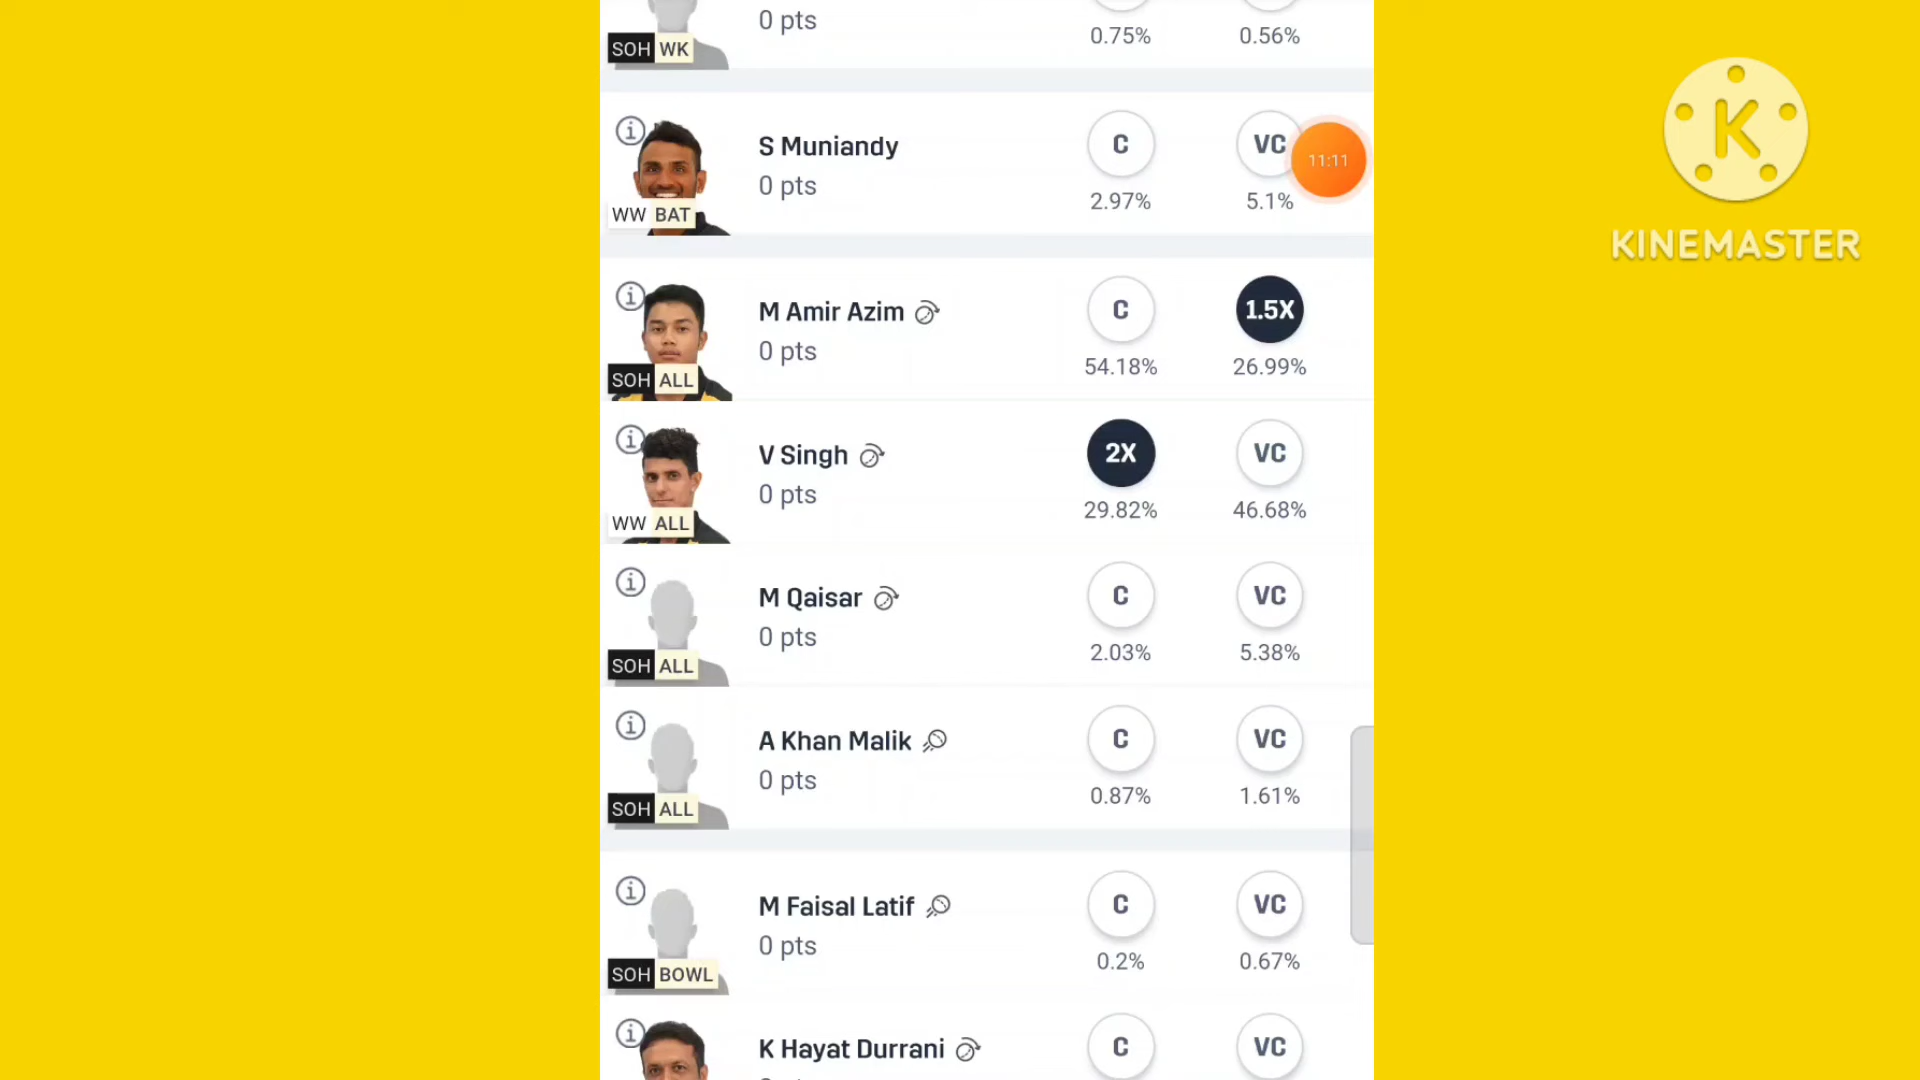 0 pts
0.75% 0.56%
SOH WK
S Muniandy
0 pts
C VC
11:11
2.97% 5.1%
WW BAT
M Amir Azim
0 pts
C 1.5X
54.18% 26.99%
SOH ALL
V Singh
0 pts
2X VC
29.82% 46.68%
WW ALL
M Qaisar
0 pts
C VC
2.03% 5.38%
SOH ALL
A Khan Malik
0 pts
C VC
0.87% 1.61%
SOH ALL
M Faisal Latif
0 pts
C VC
0.2% 0.67%
SOH BOWL
K Hayat Durrani
C VC
K
KINEMASTER